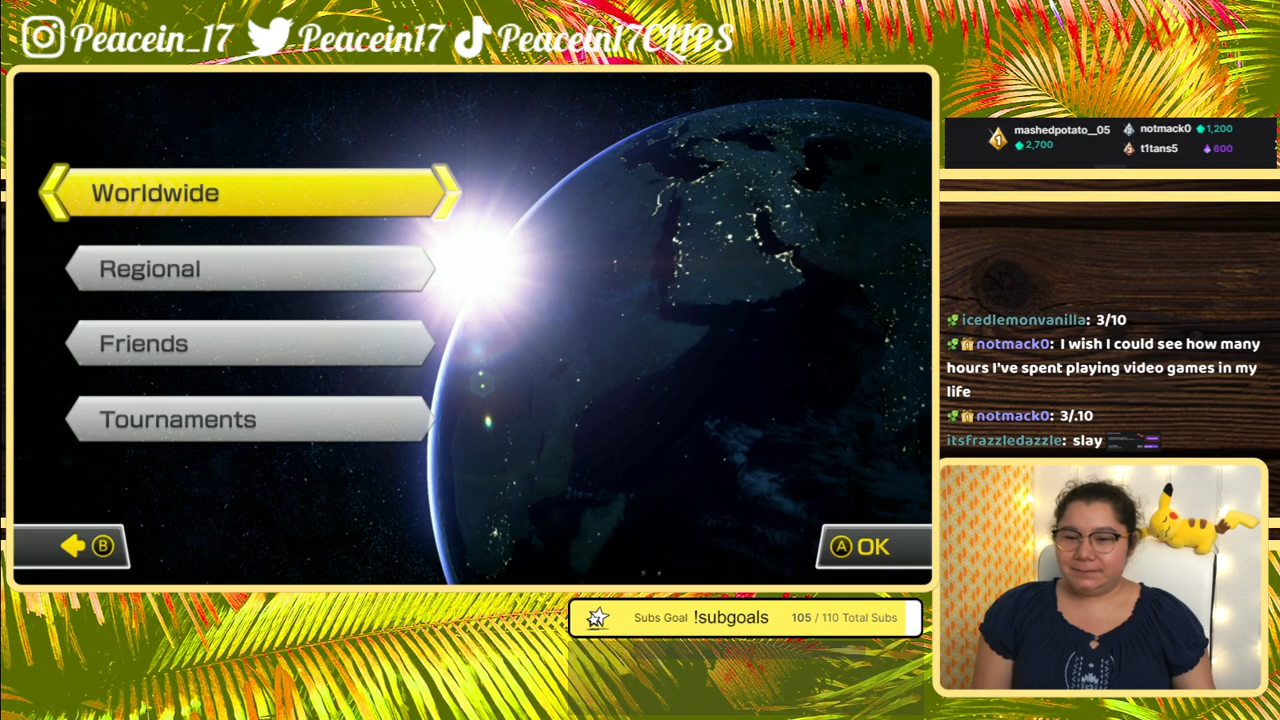 Peacein_17 Peacein17 Peacein17CLIPS
mashedpotato__05
2,700
notmack0 1,200
t1tans5 600
Worldwide
Regional
Friends
Tournaments
B
A OK
icedlemonvanilla: 3/10
notmack0: I wish I could see how many
hours I've spent playing video games in my
life
notmack0: 3/.10
itsfrazzledazzle: slay
Subs Goal !subgoals 105 / 110 Total Subs